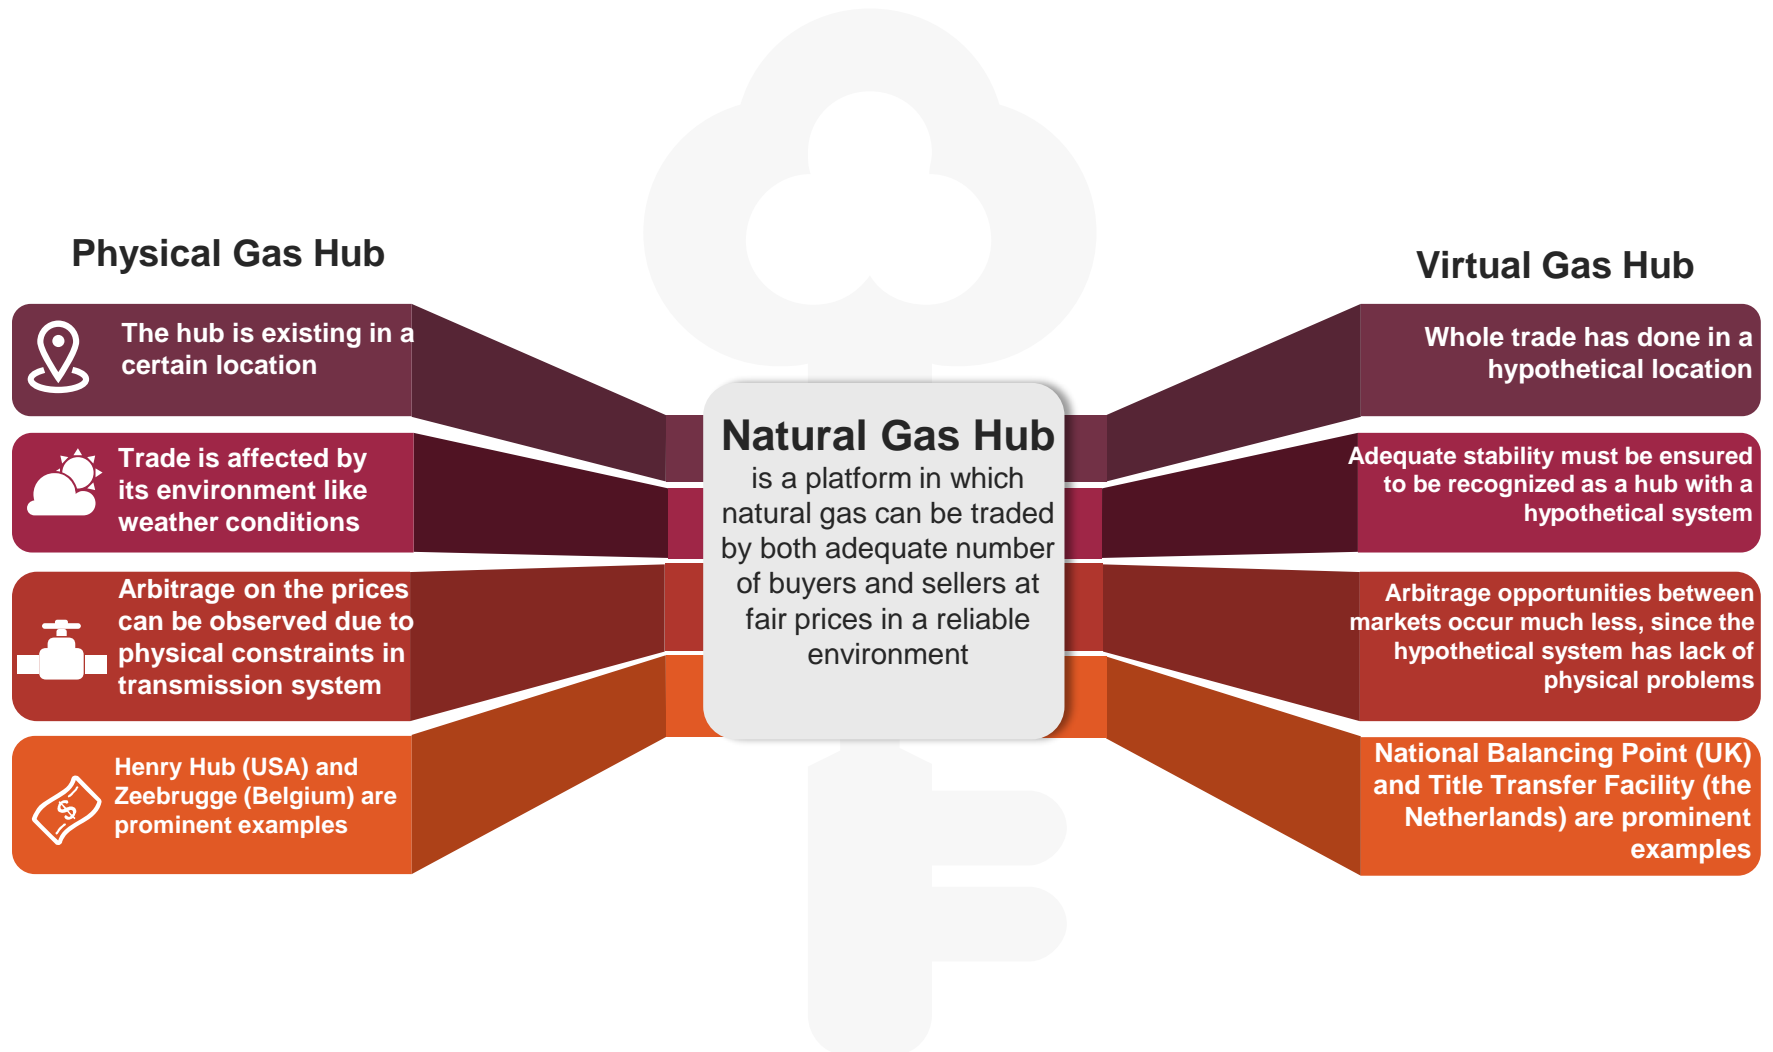 Physical Gas Hub
The hub is existing in a
certain location
Trade is affected by
its environment like
weather conditions
Arbitrage on the prices
can be observed due to
physical constraints in
transmission system
$
Henry Hub (USA) and
Zeebrugge (Belgium) are
prominent examples
Natural Gas Hub
is a platform in which
natural gas can be traded
by both adequate number
of buyers and sellers at
fair prices in a reliable
environment
Virtual Gas Hub
Whole trade has done in a
hypothetical location
Adequate stability must be ensured
to be recognized as a hub with a
hypothetical system
Arbitrage opportunities between
markets occur much less, since the
hypothetical system has lack of
physical problems
National Balancing Point (UK)
and Title Transfer Facility (the
Netherlands) are prominent
examples